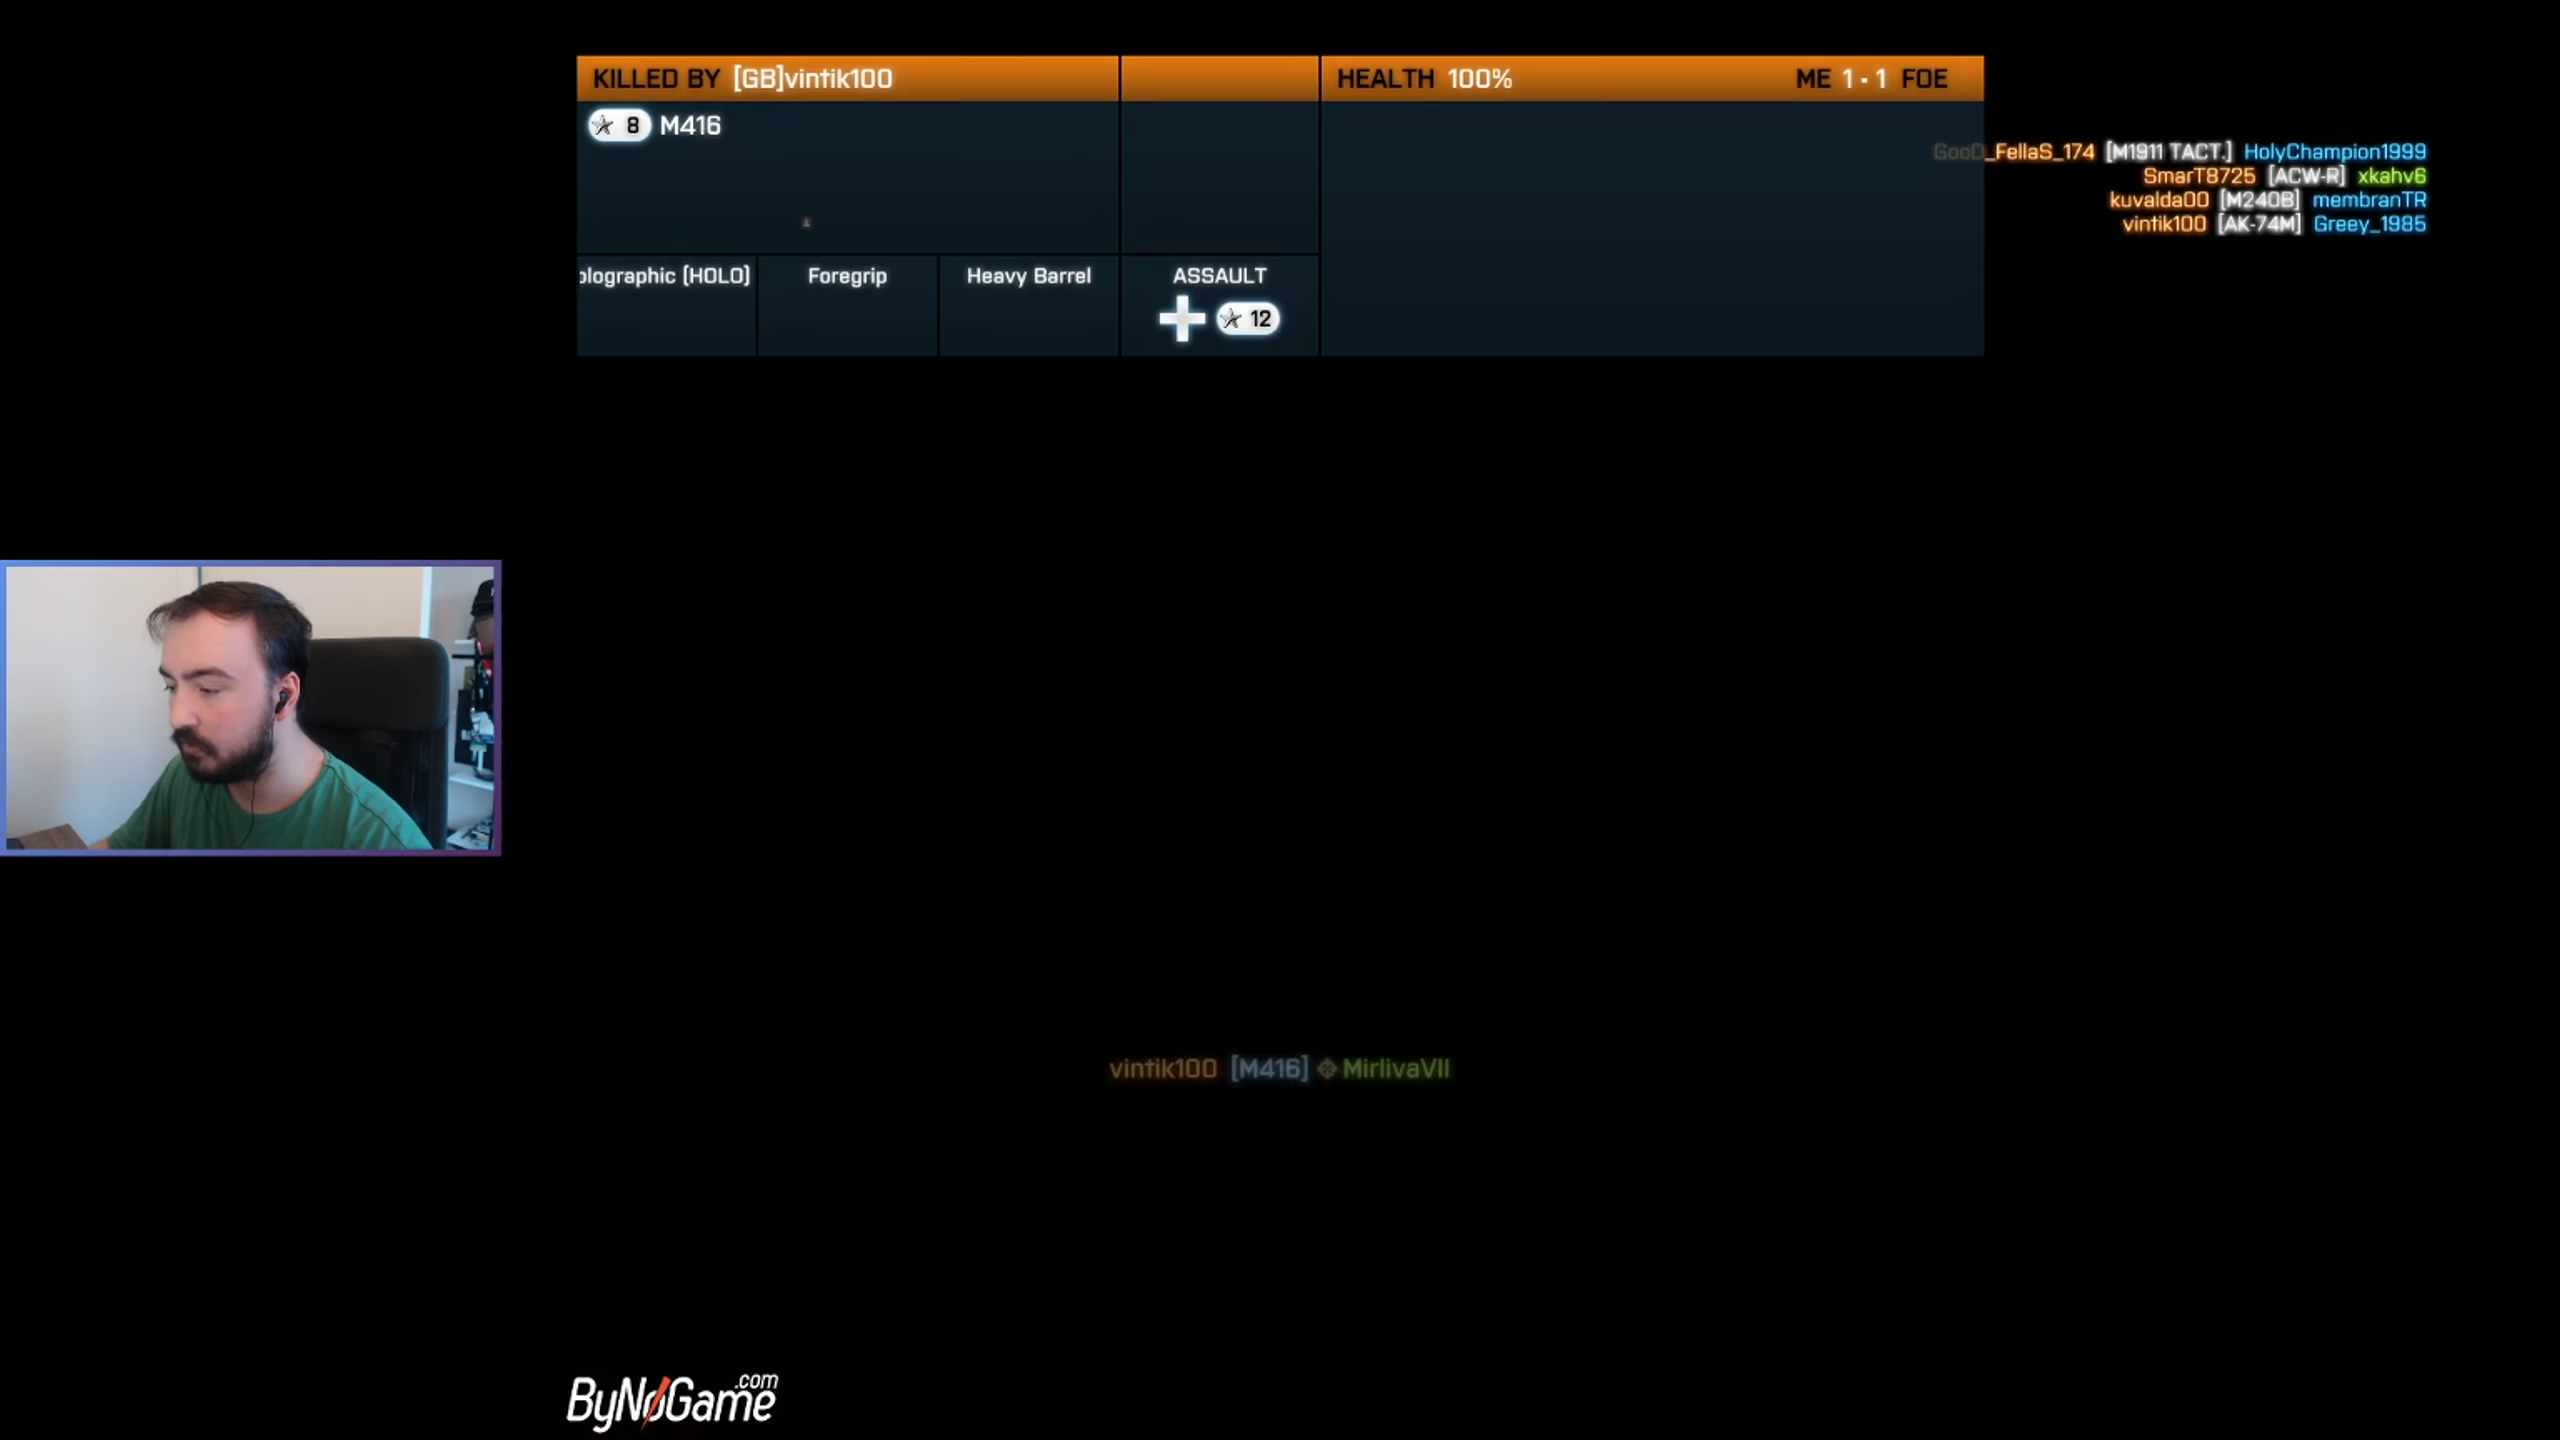 KILLED BY [GB]vintik100
HEALTH 100%
ME 1 - 1 FOE
8 M416
GooD_FellaS_174 [M1911 TACT.] HolyChampion1999
SmarT8725 [ACW-R] xkahv6
kuvalda00 [M240B] membranTR
vintik100 [AK-74M] Greey_1985
olographic (HOLO)
Foregrip
Heavy Barrel
ASSAULT
12
vintik100 [M416] MirlivaVII
ByNoGame.com